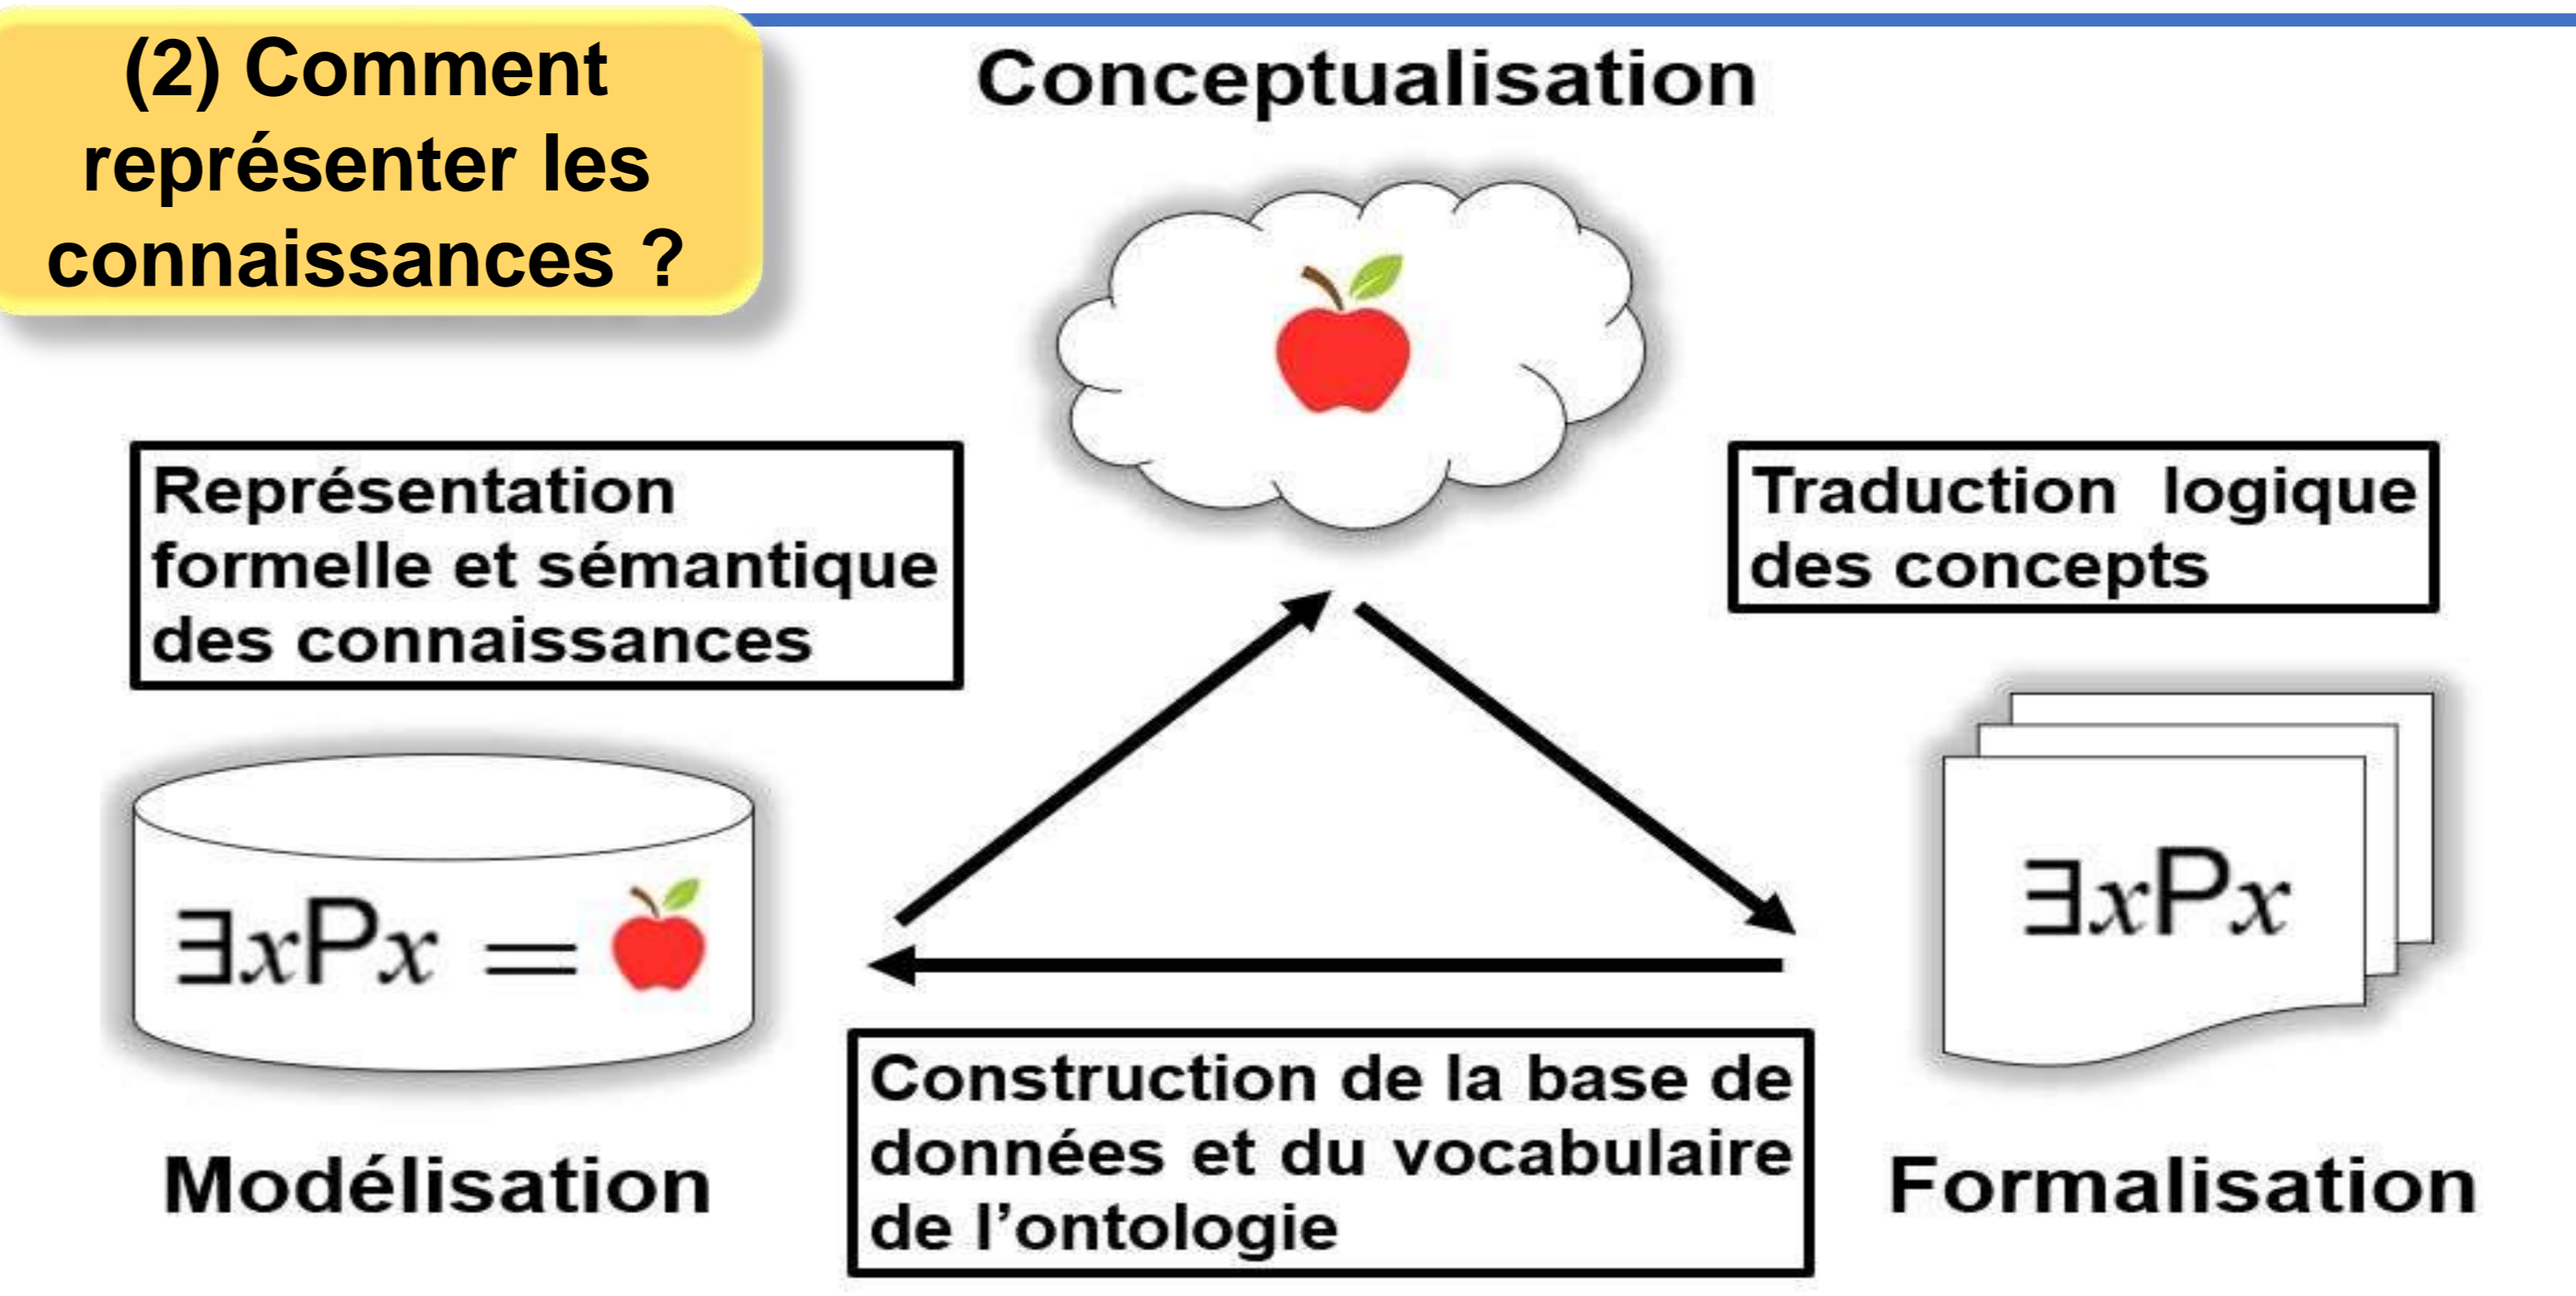 (2) Comment
représenter les
connaissances ?
Conceptualisation
Représentation
formelle et sémantique
des connaissances
Traduction logique
des concepts
∃xPx =
∃xPx
Construction de la base de
données et du vocabulaire
de l’ontologie
Modélisation
Formalisation